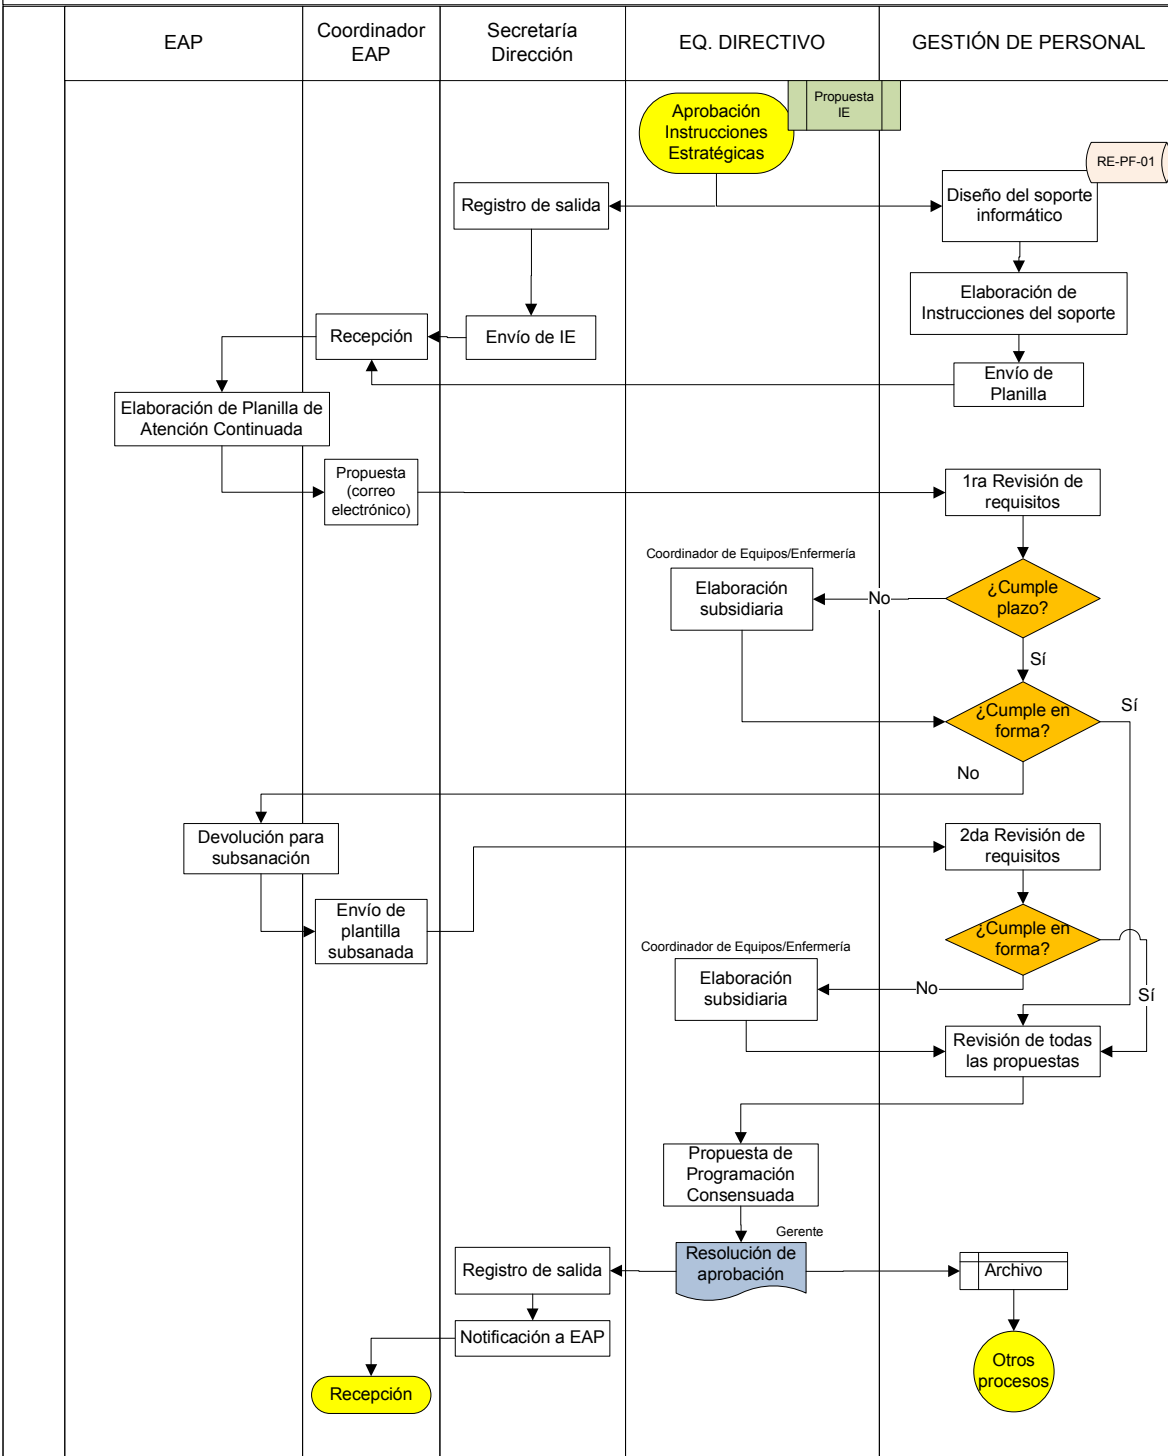 EAP
Coordinador
EAP
Secretaría
Dirección
EQ. DIRECTIVO
GESTIÓN DE PERSONAL
Aprobación
Instrucciones
Estratégicas
Propuesta
IE
RE-PF-01
Registro de salida
Diseño del soporte
informático
Elaboración de
Instrucciones del soporte
Recepción
Envío de IE
Envío de
Planilla
Elaboración de Planilla de
Atención Continuada
Propuesta
(correo
electrónico)
1ra Revisión de
requisitos
Coordinador de Equipos/Enfermería
Elaboración
subsidiaria
No
¿Cumple
plazo?
Sí
¿Cumple en
forma?
Sí
No
Devolución para
subsanación
2da Revisión de
requisitos
Envío de
plantilla
subsanada
¿Cumple en
forma?
Coordinador de Equipos/Enfermería
Elaboración
subsidiaria
No
Sí
Revisión de todas
las propuestas
Propuesta de
Programación
Consensuada
Gerente
Resolución de
aprobación
Registro de salida
Archivo
Notificación a EAP
Recepción
Otros
procesos